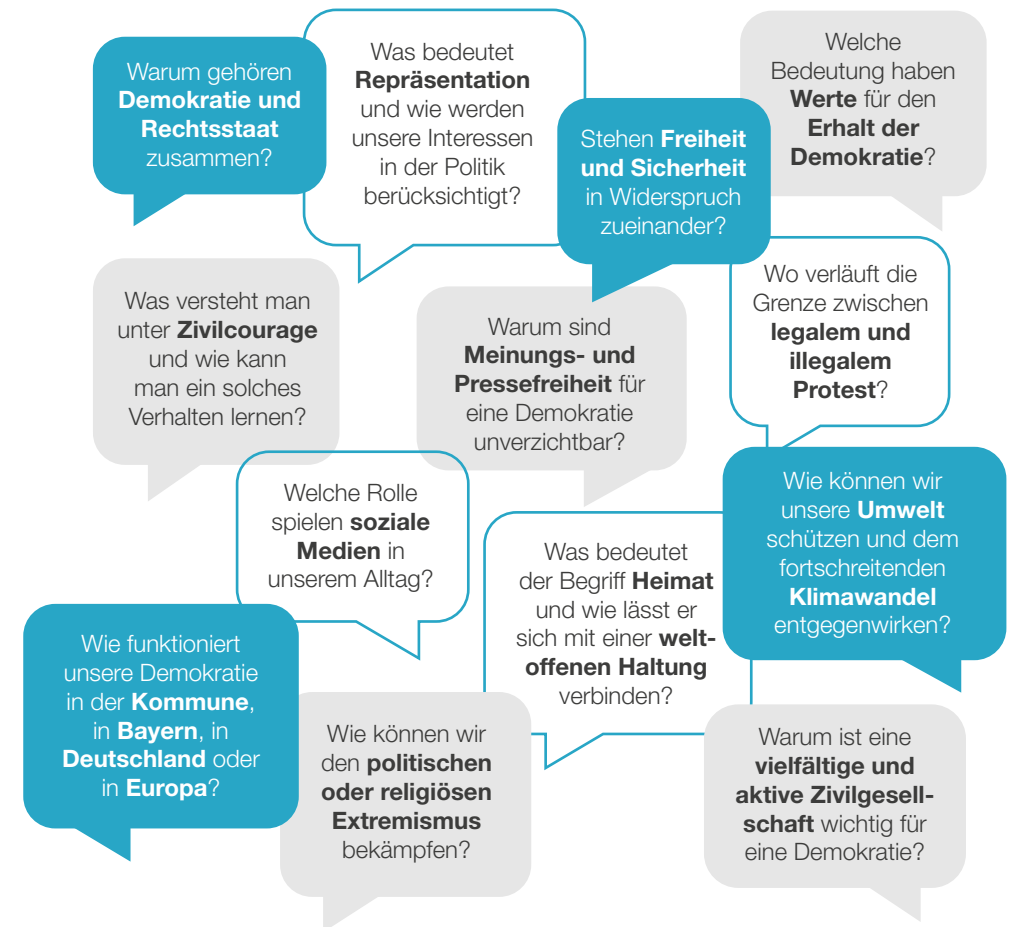 Warum gehören
Demokratie und
Rechtsstaat
zusammen?
Was bedeutet
Repräsentation
und wie werden
unsere Interessen
in der Politik
berücksichtigt?
Stehen Freiheit
und Sicherheit
in Widerspruch
zueinander?
Welche
Bedeutung haben
Werte für den
Erhalt der
Demokratie?
Was versteht man
unter Zivilcourage
und wie kann
man ein solches
Verhalten lernen?
Warum sind
Meinungs- und
Pressefreiheit für
eine Demokratie
unverzichtbar?
Wo verläuft die
Grenze zwischen
legalem und
illegalem
Protest?
Welche Rolle
spielen soziale
Medien in
unserem Alltag?
Was bedeutet
der Begriff Heimat
und wie lässt er
sich mit einer welt-
offenen Haltung
verbinden?
Wie können wir
unsere Umwelt
schützen und dem
fortschreitenden
Klimawandel
entgegenwirken?
Wie funktioniert
unsere Demokratie
in der Kommune,
in Bayern, in
Deutschland oder
in Europa?
Wie können wir
den politischen
oder religiösen
Extremismus
bekämpfen?
Warum ist eine
vielfältige und
aktive Zivilgesell-
schaft wichtig für
eine Demokratie?